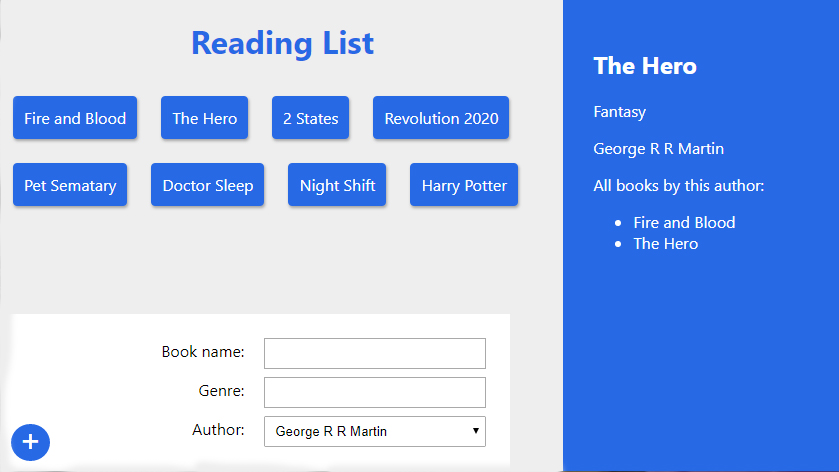 Reading List
Fire and Blood The Hero 2 States Revolution 2020
Pet Sematary Doctor Sleep Night Shift Harry Potter
Book name:
Genre:
Author: George R R Martin
+
The Hero
Fantasy
George R R Martin
All books by this author:
• Fire and Blood
• The Hero